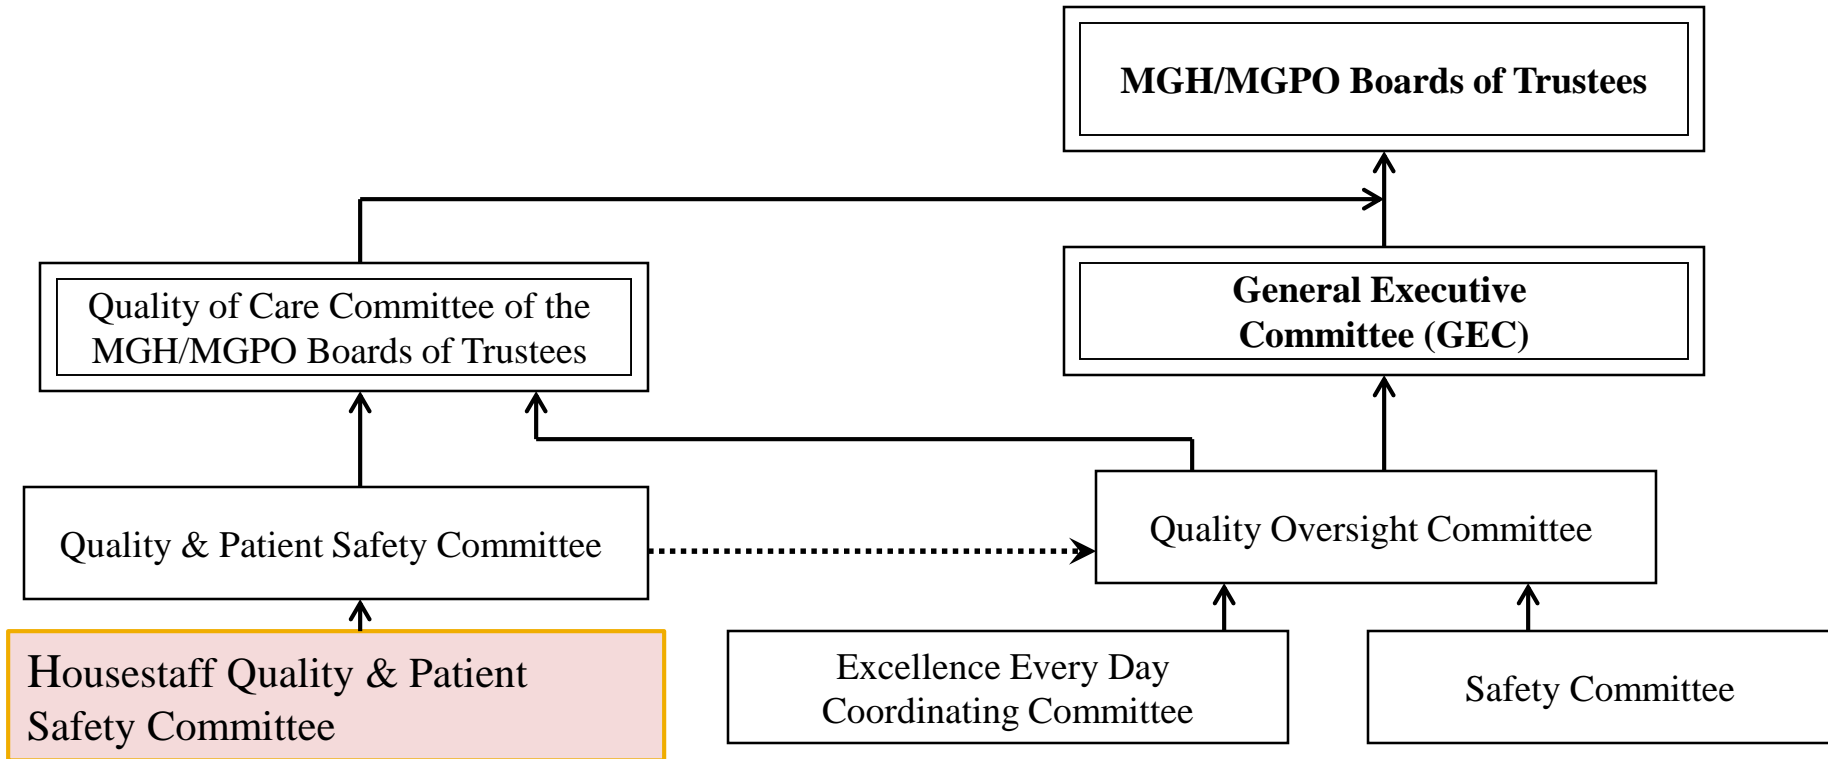 MGH/MGPO Boards of Trustees
Quality of Care Committee of the
MGH/MGPO Boards of Trustees
General Executive
Committee (GEC)
Quality & Patient Safety Committee
Quality Oversight Committee
Housestaff Quality & Patient
Safety Committee
Excellence Every Day
Coordinating Committee
Safety Committee